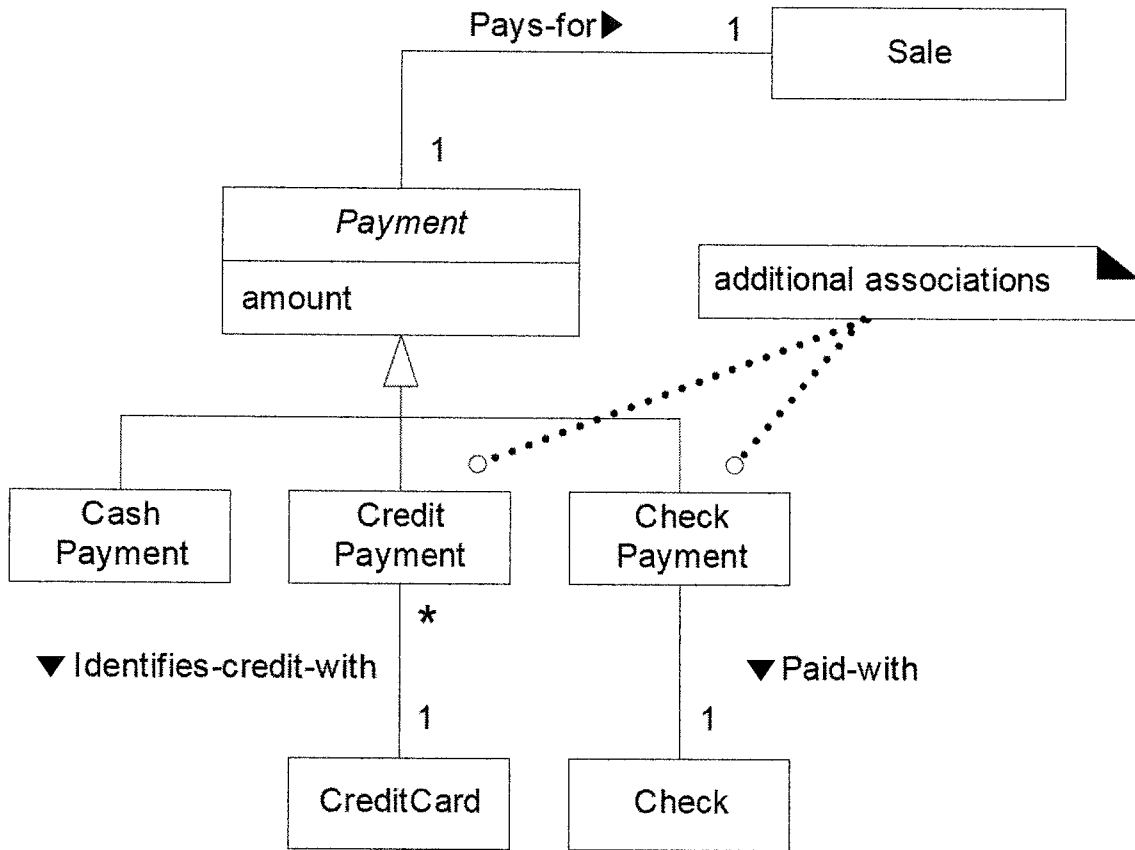 Pays-for▶
1
Sale
1
Payment
amount
additional associations
Cash
Payment
Credit
Payment
Check
Payment
*
▼ Identifies-credit-with
▼ Paid-with
1
1
CreditCard
Check